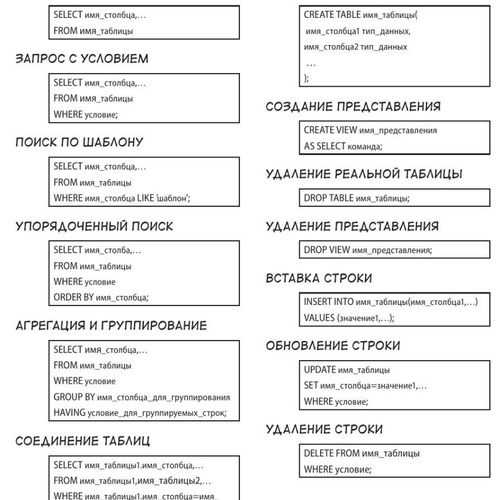 SELECT имя_столбца,…
FROM имя_таблицы
ЗАПРОС С УСЛОВИЕМ
SELECT имя_столбца,…
FROM имя_таблицы
WHERE условие;
ПОИСК ПО ШАБЛОНУ
SELECT имя_столбца,…
FROM имя_таблицы
WHERE имя_столбца LIKE 'шаблон';
УПОРЯДОЧЕННЫЙ ПОИСК
SELECT имя_столба,…
FROM имя_таблицы
WHERE условие
ORDER BY имя_столбца;
АГРЕГАЦИЯ И ГРУППИРОВАНИЕ
SELECT имя_столбца,…
FROM имя_таблицы
WHERE условие
GROUP BY имя_столбца_для_группирования
HAVING условие_для_группируемых_строк;
СОЕДИНЕНИЕ ТАБЛИЦ
SELECT имя_таблицы1.имя_столбца,…
FROM имя_таблицы1,имя_таблицы2,…
WHERE имя_таблицы1.имя_столбца=имя_
CREATE TABLE имя_таблицы(
имя_столбца1 тип_данных,
имя_столбца2 тип_данных
…
);
СОЗДАНИЕ ПРЕДСТАВЛЕНИЯ
CREATE VIEW имя_представления
AS SELECT команда;
УДАЛЕНИЕ РЕАЛЬНОЙ ТАБЛИЦЫ
DROP TABLE имя_таблицы;
УДАЛЕНИЕ ПРЕДСТАВЛЕНИЯ
DROP VIEW имя_представления;
ВСТАВКА СТРОКИ
INSERT INTO имя_таблицы(имя_столбца1,…)
VALUES (значение1,…);
ОБНОВЛЕНИЕ СТРОКИ
UPDATE имя_таблицы
SET имя_столбца=значение1,…
WHERE условие;
УДАЛЕНИЕ СТРОКИ
DELETE FROM имя_таблицы
WHERE условие;